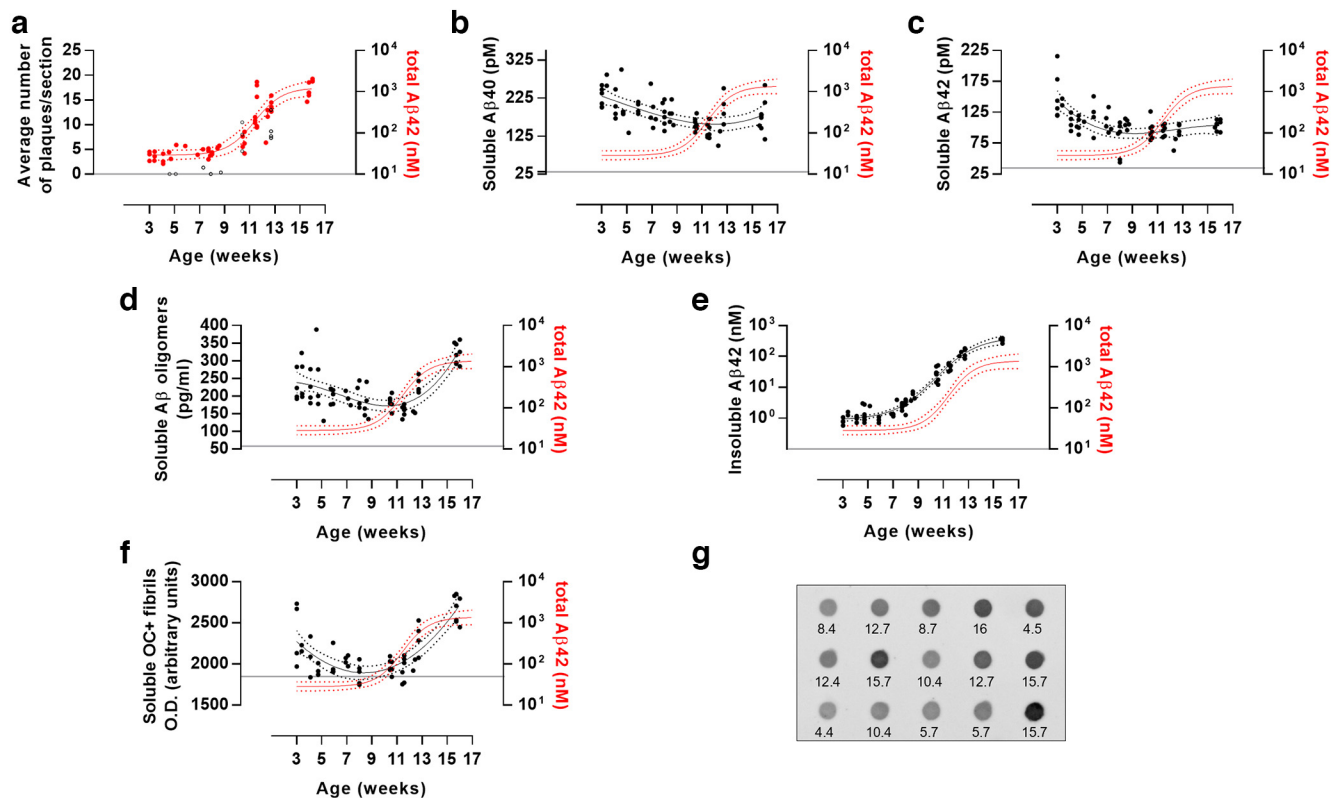 a
Average number
of plaques/section
25
20
15
10
5
0
10⁴
10³
10²
10¹
total Aβ42 (nM)
3 5 7 9 11 13 15 17
Age (weeks)
b
Soluble Aβ40 (pM)
325
225
125
25
10⁴
10³
10²
10¹
total Aβ42 (nM)
3 5 7 9 11 13 15 17
Age (weeks)
c
Soluble Aβ42 (pM)
225
175
125
75
25
10⁴
10³
10²
10¹
total Aβ42 (nM)
3 5 7 9 11 13 15 17
Age (weeks)
d
Soluble Aβ oligomers
(pg/ml)
400
350
300
250
200
150
100
50
10⁴
10³
10²
10¹
total Aβ42 (nM)
3 5 7 9 11 13 15 17
Age (weeks)
e
Insoluble Aβ42 (nM)
10³
10²
10¹
10⁰
10⁴
10³
10²
10¹
total Aβ42 (nM)
3 5 7 9 11 13 15 17
Age (weeks)
f
Soluble OC+ fibrils
O.D. (arbitrary units)
3000
2500
2000
1500
10⁴
10³
10²
10¹
total Aβ42 (nM)
3 5 7 9 11 13 15 17
Age (weeks)
g
8.4 12.7 8.7 16 4.5
12.4 15.7 10.4 12.7 15.7
4.4 10.4 5.7 5.7 15.7